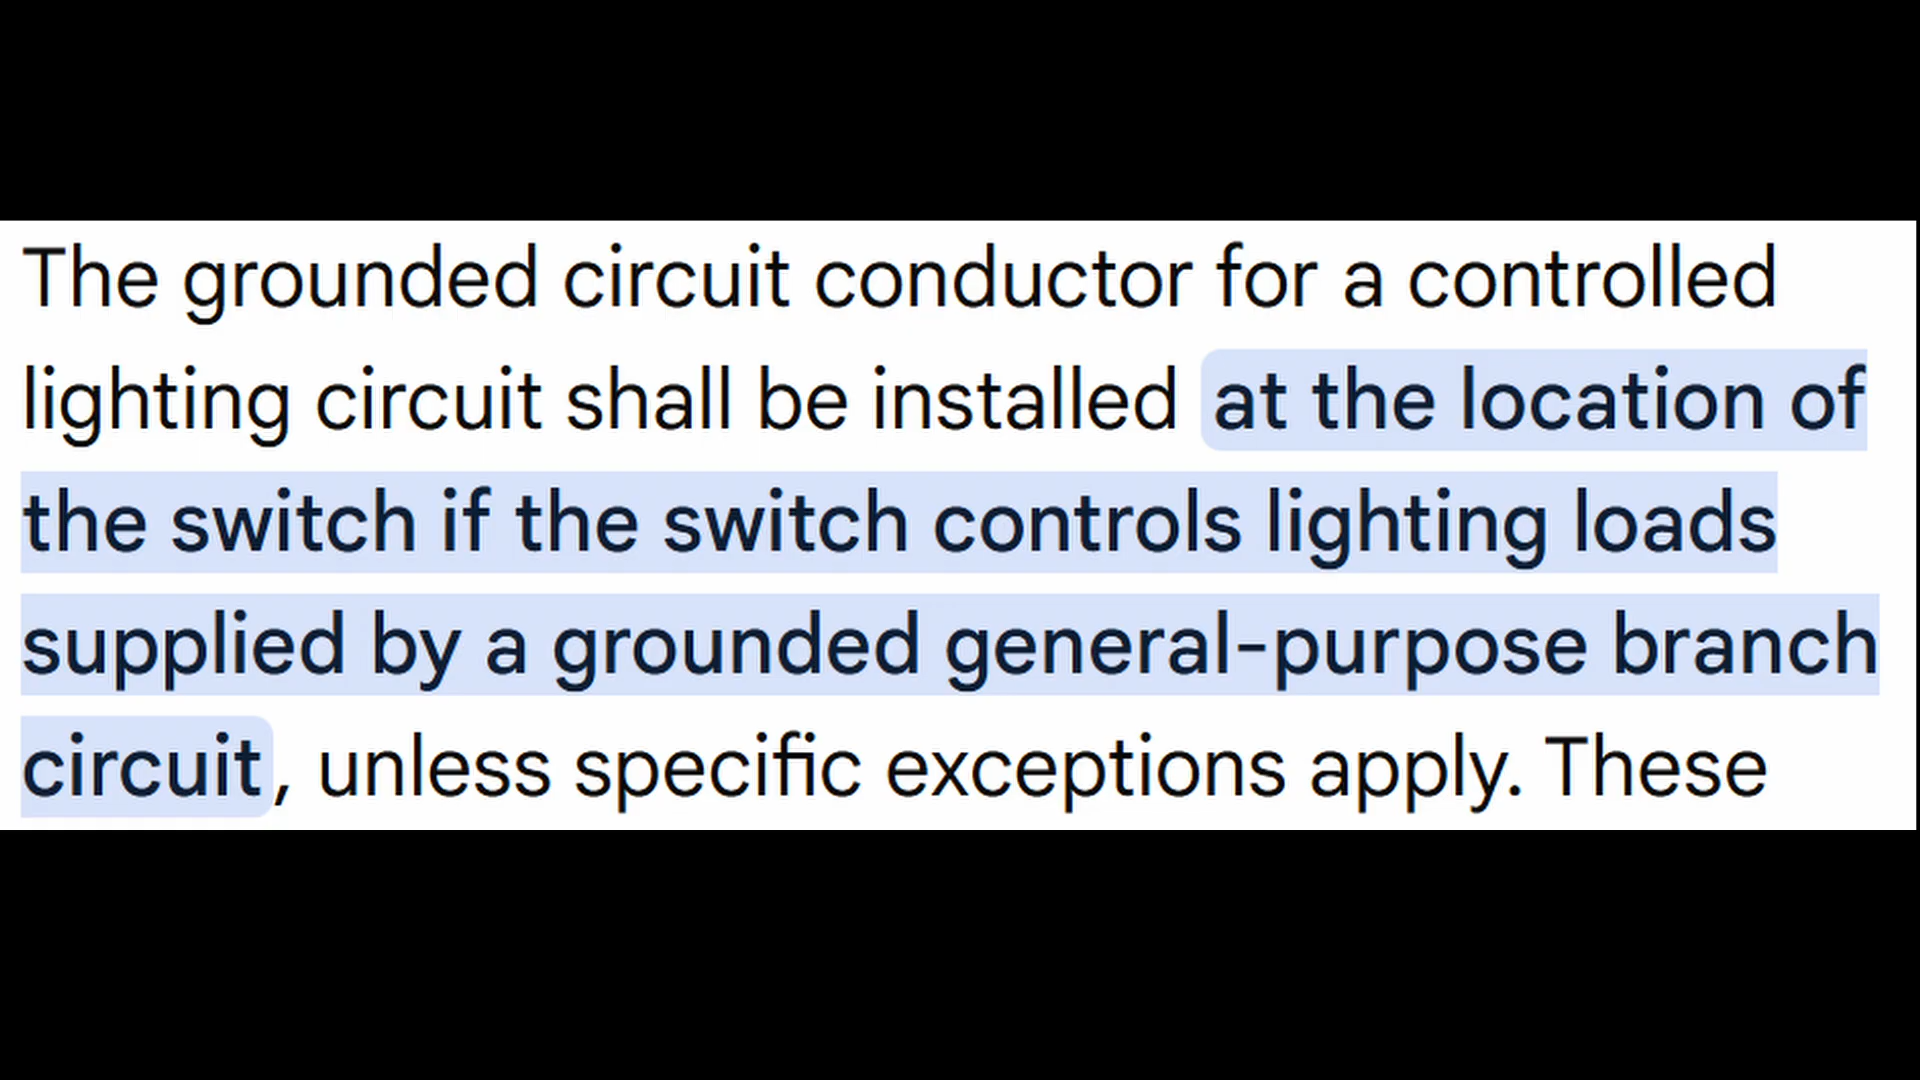 The grounded circuit conductor for a controlled
lighting circuit shall be installed at the location of
the switch if the switch controls lighting loads
supplied by a grounded general-purpose branch
circuit, unless specific exceptions apply. These